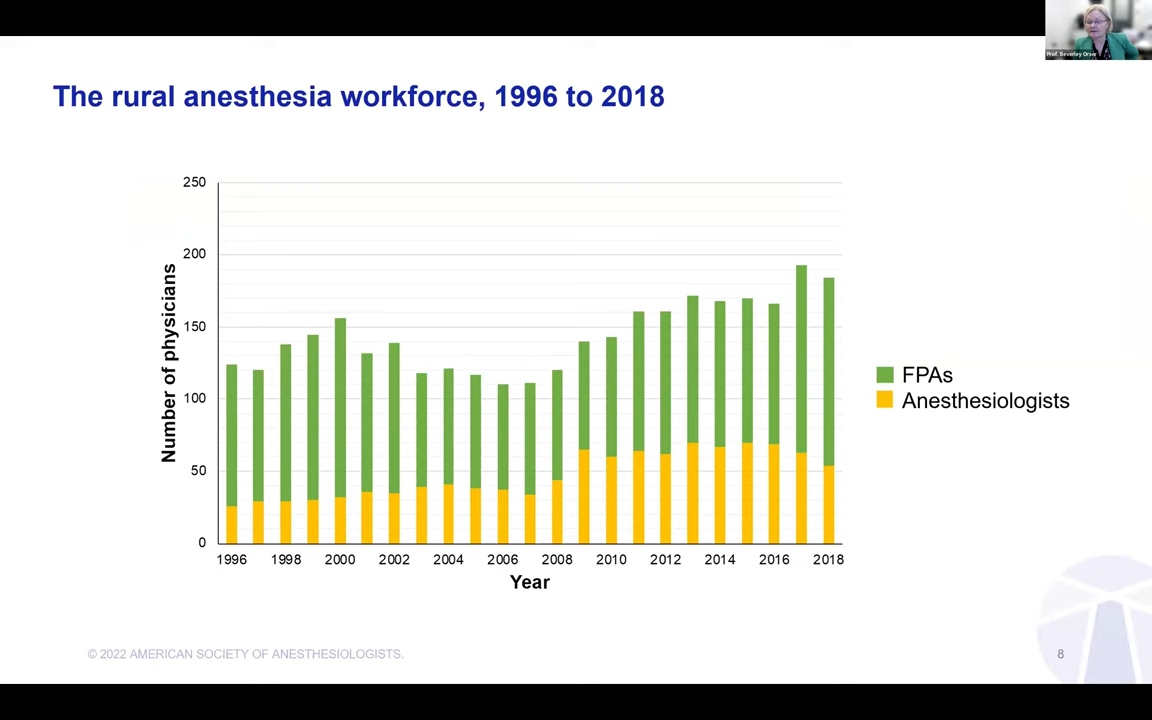 Prof. Beverley Orser
The rural anesthesia workforce, 1996 to 2018
250
200
150
100
50
0
Number of physicians
1996 1998 2000 2002 2004 2006 2008 2010 2012 2014 2016 2018
Year
FPAs
Anesthesiologists
© 2022 AMERICAN SOCIETY OF ANESTHESIOLOGISTS.
8